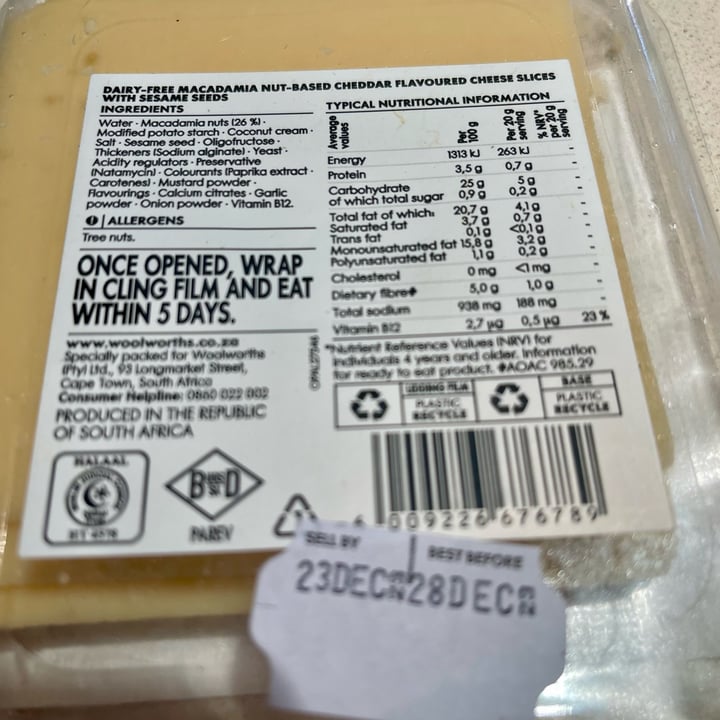 DAIRY-FREE MACADAMIA NUT-BASED CHEDDAR FLAVOURED CHEESE SLICES
WITH SESAME SEEDS
INGREDIENTS
Water · Macadamia nuts (26 %) ·
Modified potato starch · Coconut cream ·
Salt · Sesame seed · Oligofructose ·
Thickeners (Sodium alginate) · Yeast ·
Acidity regulators · Preservative
(Natamycin) · Colourants (Paprika extract ·
Carotenes) · Mustard powder ·
Flavourings · Calcium citrates · Garlic
powder · Onion powder · Vitamin B12.
ALLERGENS
Tree nuts.
ONCE OPENED, WRAP
IN CLING FILM AND EAT
WITHIN 5 DAYS.
www.woolworths.co.za
Specially packed for Woolworths
(Pty) Ltd., 93 Longmarket Street,
Cape Town, South Africa
Consumer Helpline: 0860 022 002
PRODUCED IN THE REPUBLIC
OF SOUTH AFRICA
HALAAL
PAREV
TYPICAL NUTRITIONAL INFORMATION
Average values Per 100 g Per 20 g serving % NRV* per 20 g serving
Energy 1313 kJ 263 kJ -
Protein 3,5 g 0,7 g -
Carbohydrate 25 g 5 g -
of which total sugar 0,9 g 0,2 g -
Total fat of which: 20,7 g 4,1 g -
Saturated fat 3,7 g 0,7 g -
Trans fat 0,1 g <0,1 g -
Monounsaturated fat 15,8 g 3,2 g -
Polyunsaturated fat 1,1 g 0,2 g -
Cholesterol 0 mg <1 mg -
Dietary fibre‡ 5,0 g 1,0 g -
Total sodium 938 mg 188 mg -
Vitamin B12 2,7 µg 0,5 µg 23 %
*Nutrient Reference Values (NRV) for
individuals 4 years and older. Information
for ready to eat product. ‡AOAC 985.29
FILM
PLASTIC
RECYCLE
BASE
PLASTIC
RECYCLE
6 009226 676789
SELL BY BEST BEFORE
23DEC22 28DEC22